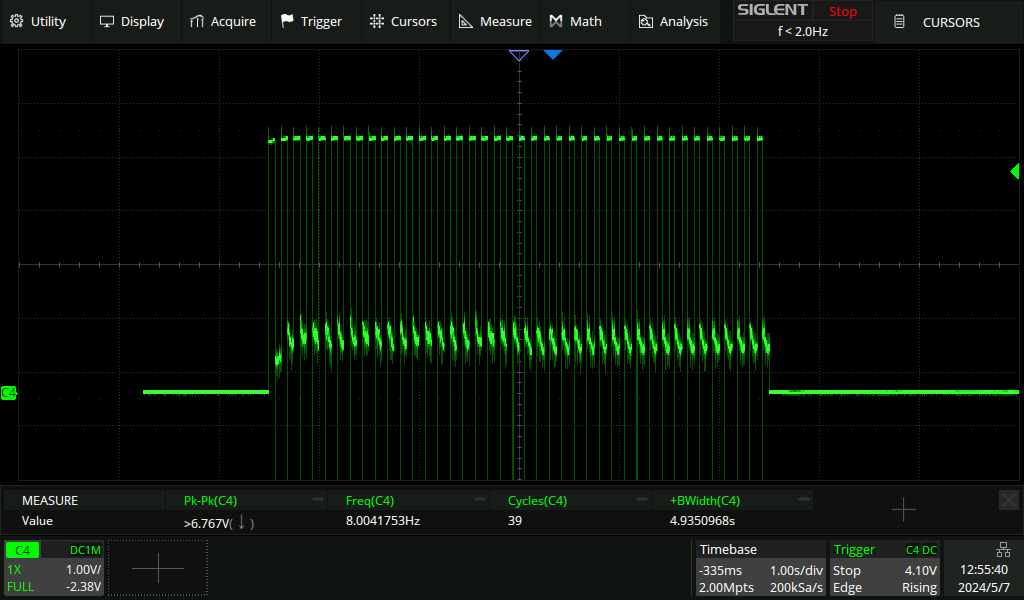 Utility Display Acquire Trigger Cursors Measure Math Analysis SIGLENT Stop CURSORS
f < 2.0Hz
C4
MEASURE Pk-Pk(C4) Freq(C4) Cycles(C4) +BWidth(C4)
Value >6.767V(↓) 8.0041753Hz 39 4.9350968s
C4 DC1M
1X 1.00V/
FULL -2.38V
Timebase
-335ms 1.00s/div
2.00Mpts 200kSa/s
Trigger C4 DC
Stop 4.10V
Edge Rising
12:55:40
2024/5/7